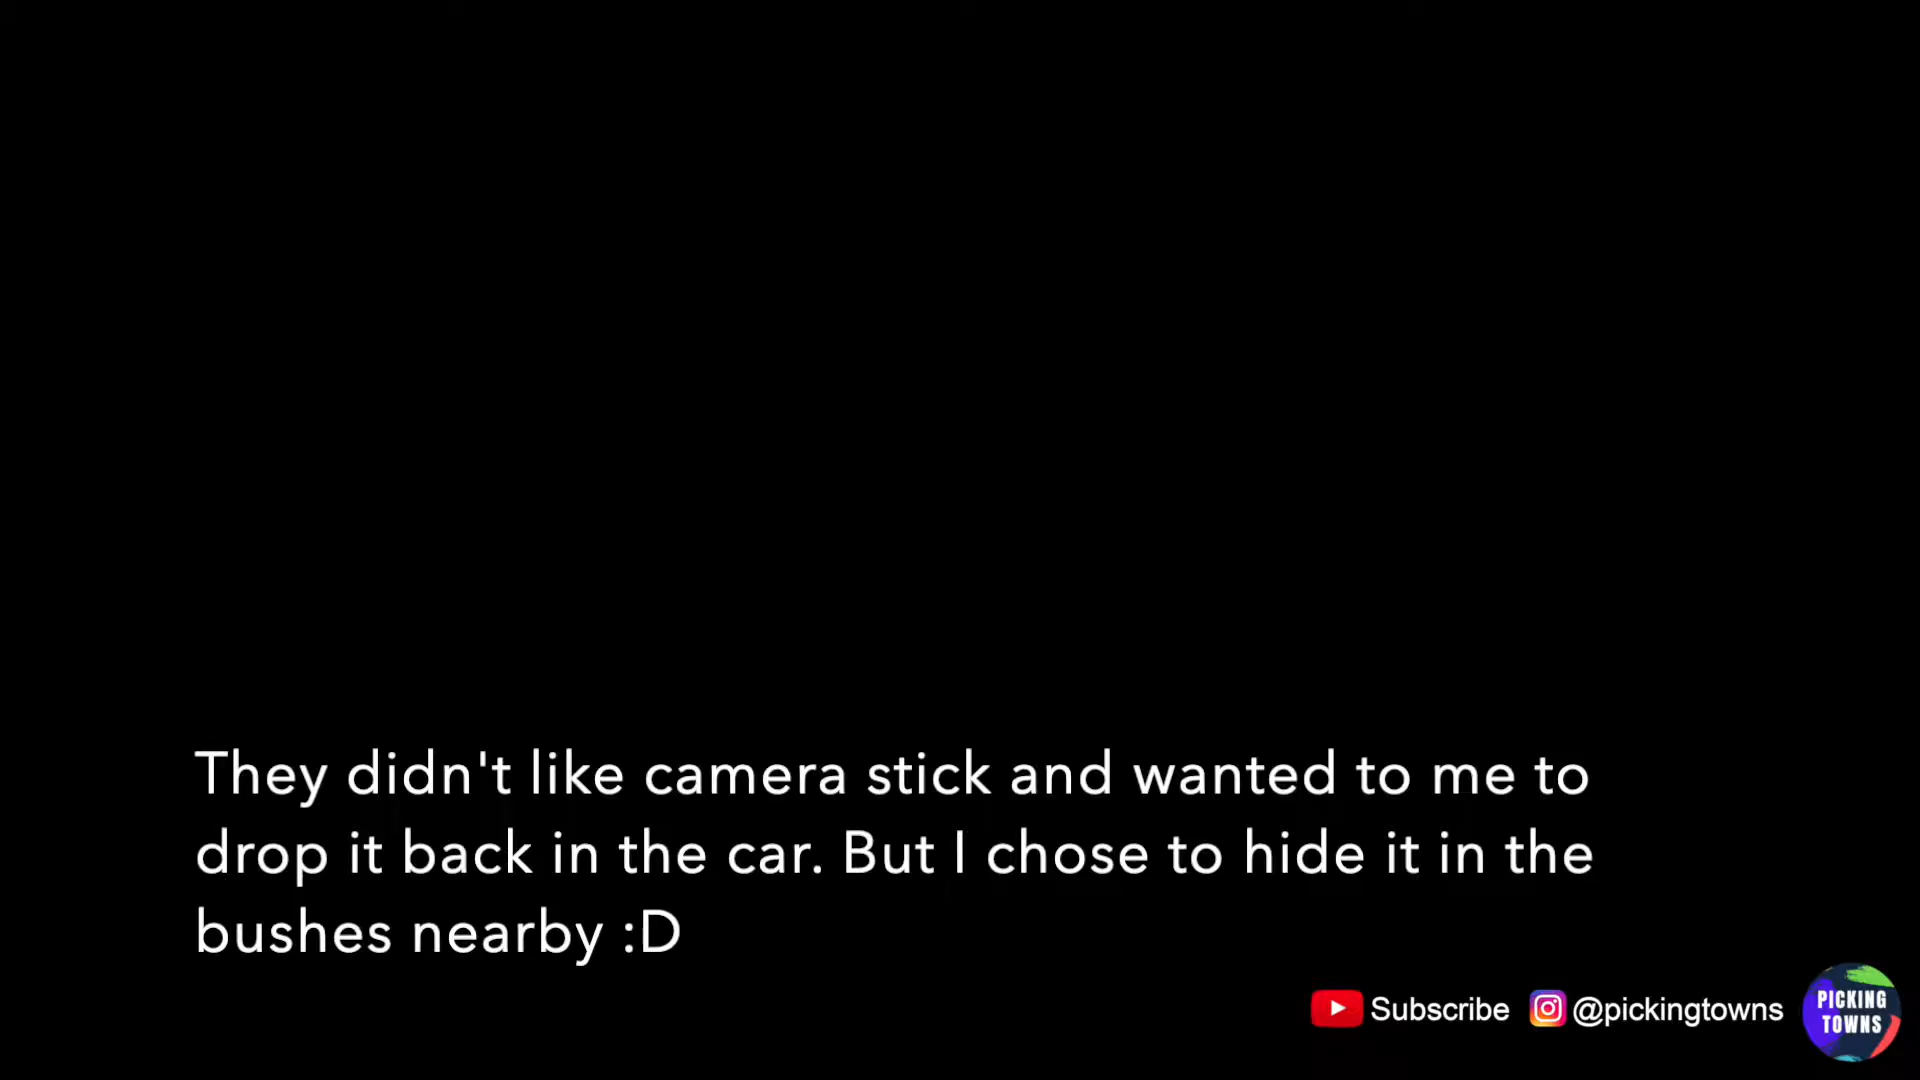 They didn't like camera stick and wanted to me to
drop it back in the car. But I chose to hide it in the
bushes nearby :D
Subscribe @pickingtowns
PICKING
TOWNS